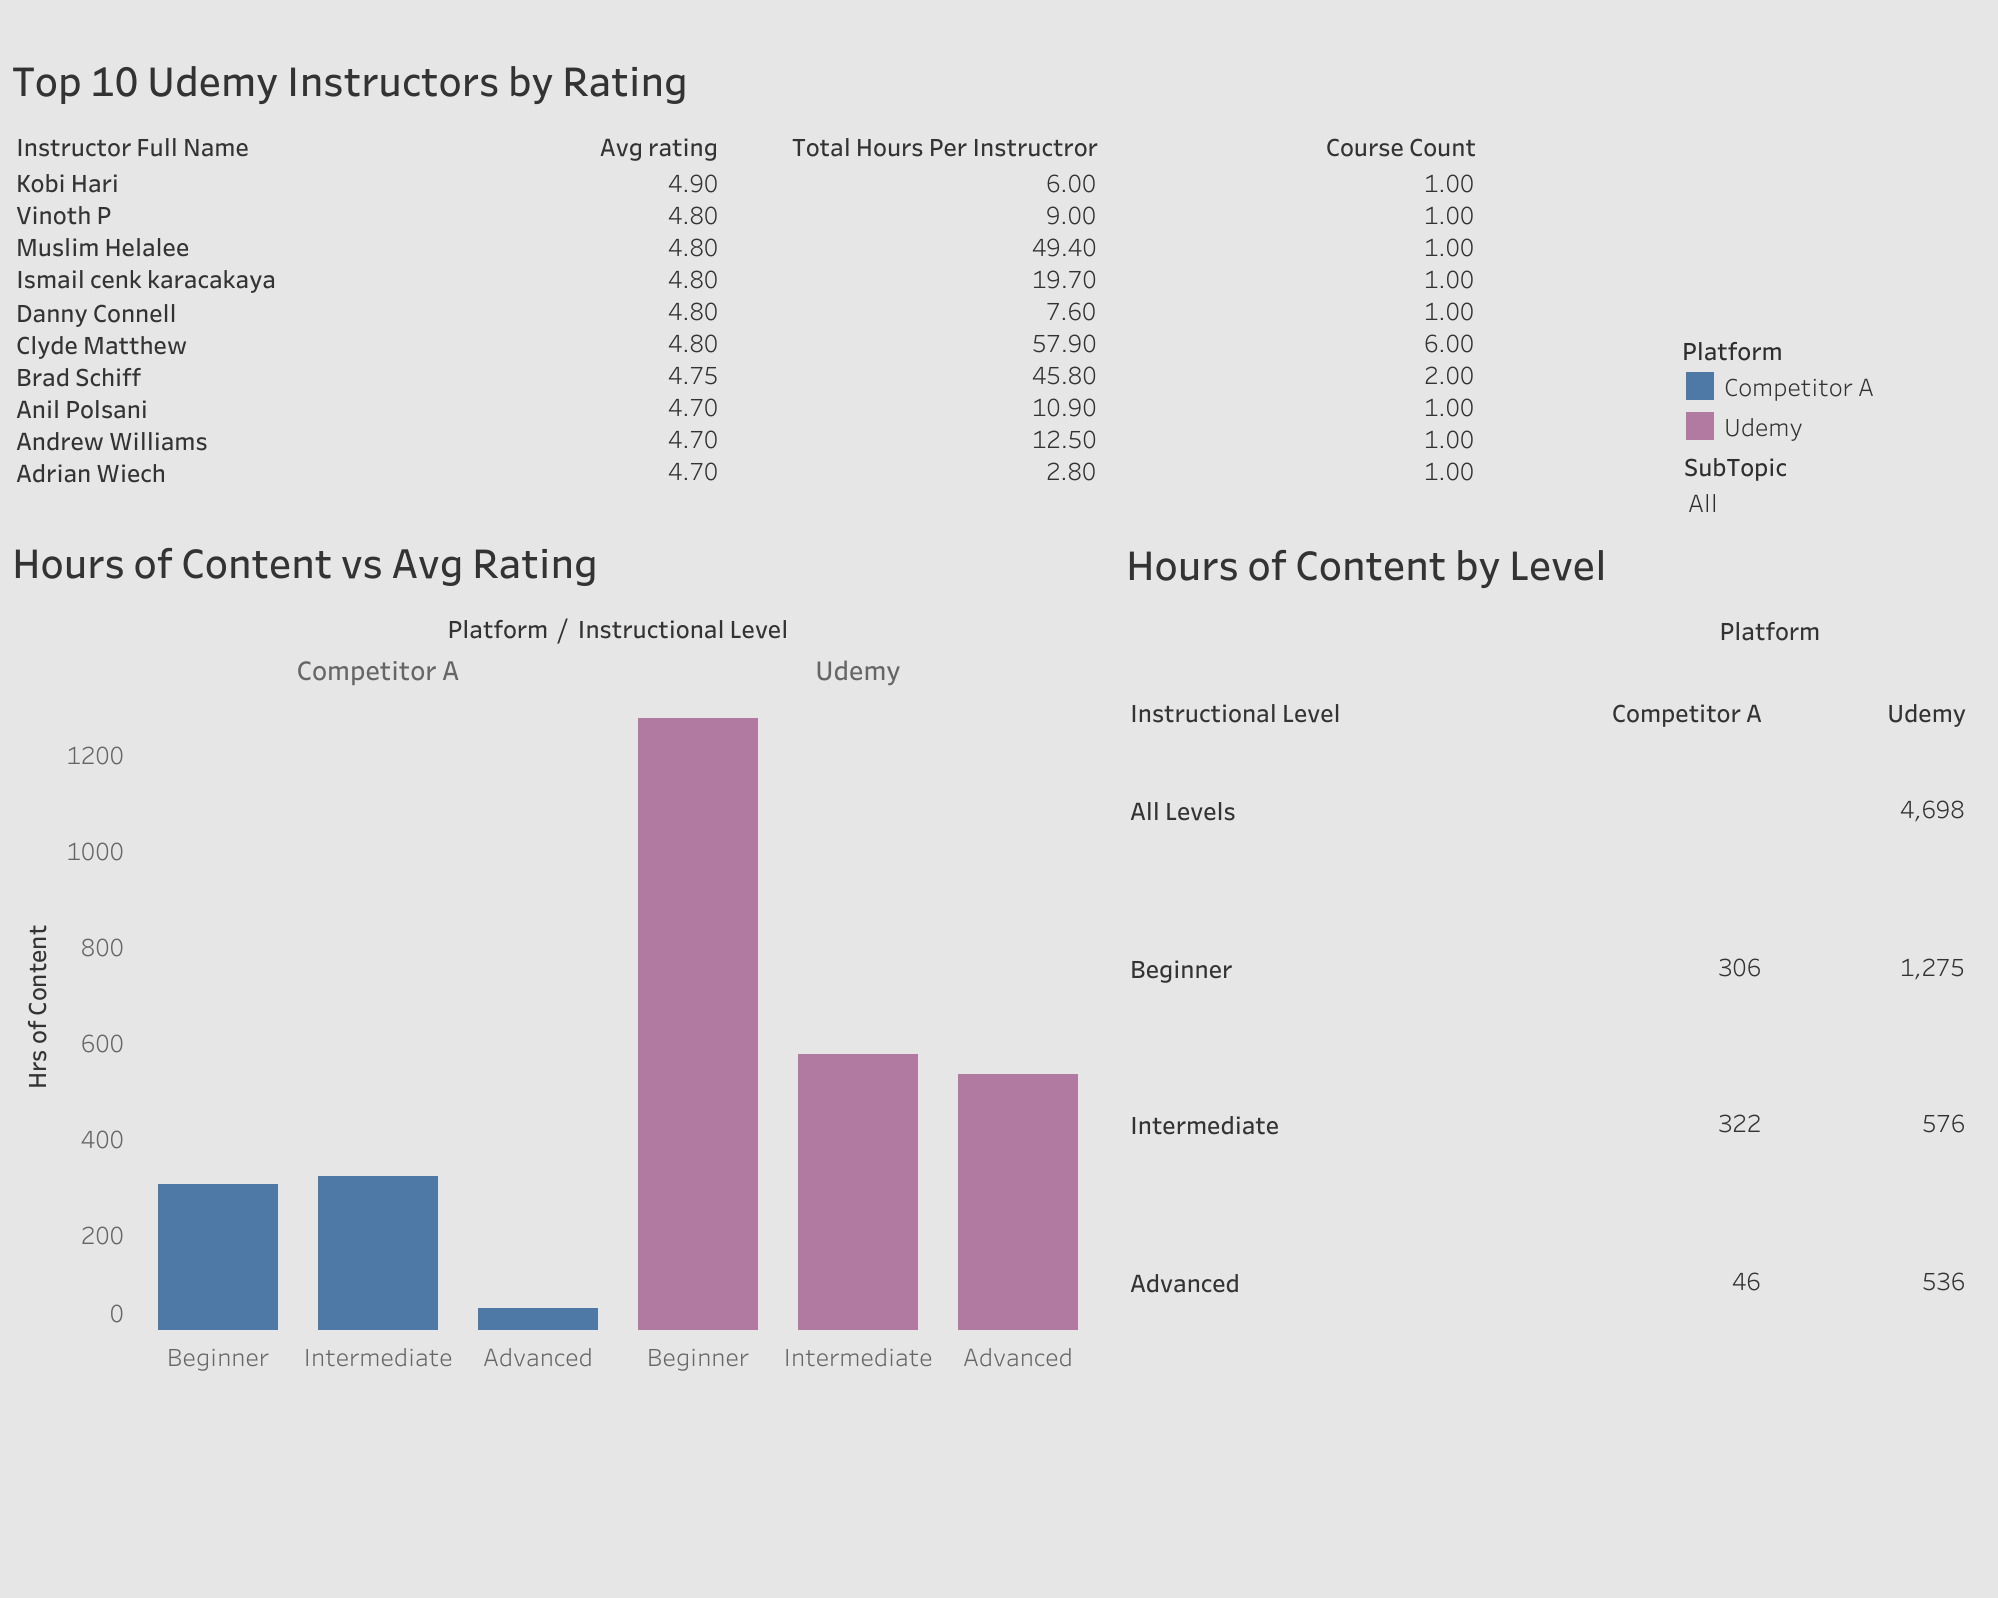 Top 10 Udemy Instructors by Rating
Instructor Full Name Avg rating Total Hours Per Instructror Course Count
Kobi Hari 4.90 6.00 1.00
Vinoth P 4.80 9.00 1.00
Muslim Helalee 4.80 49.40 1.00
Ismail cenk karacakaya 4.80 19.70 1.00
Danny Connell 4.80 7.60 1.00
Clyde Matthew 4.80 57.90 6.00
Brad Schiff 4.75 45.80 2.00
Anil Polsani 4.70 10.90 1.00
Andrew Williams 4.70 12.50 1.00
Adrian Wiech 4.70 2.80 1.00
Platform
Competitor A
Udemy
SubTopic
All
Hours of Content vs Avg Rating
Platform / Instructional Level
Competitor A Udemy
Hrs of Content
1200
1000
800
600
400
200
0
Beginner Intermediate Advanced Beginner Intermediate Advanced
Hours of Content by Level
Platform
Instructional Level Competitor A Udemy
All Levels 4,698
Beginner 306 1,275
Intermediate 322 576
Advanced 46 536